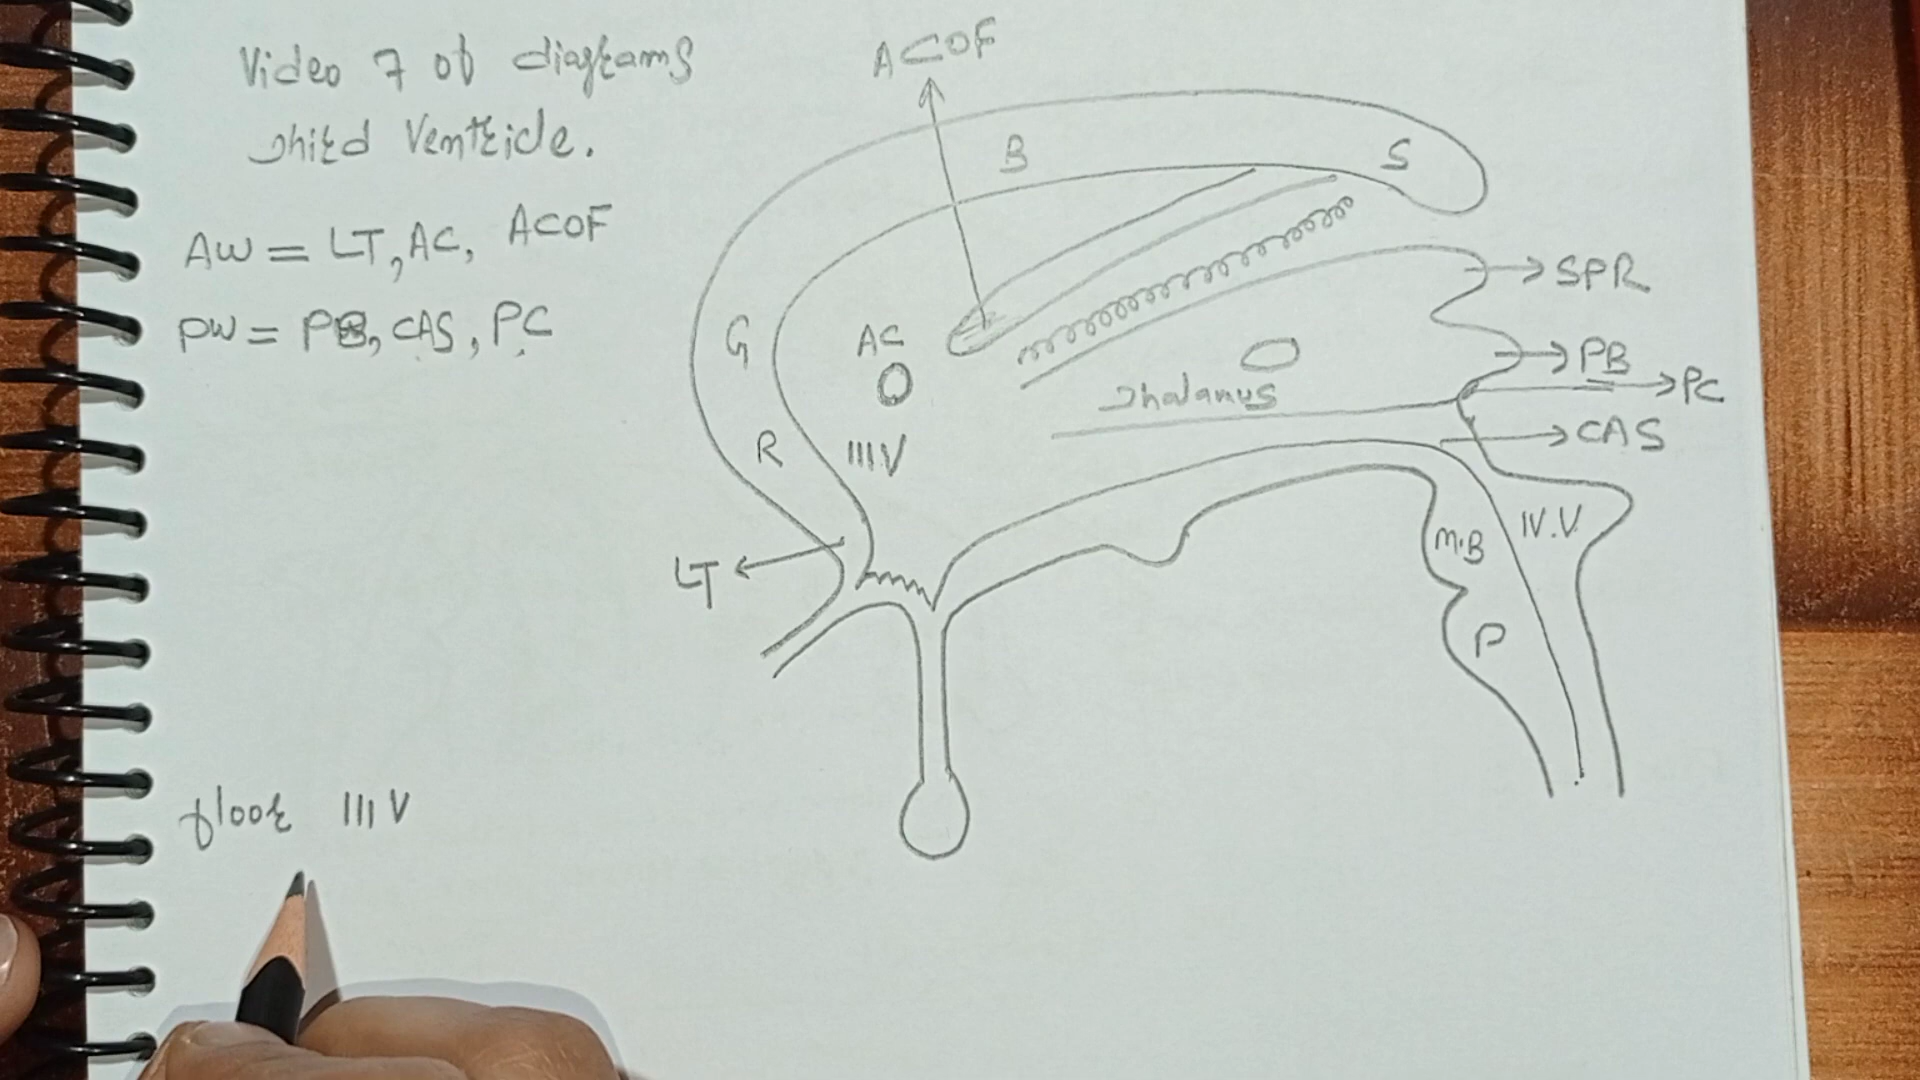 Video 7 of diagrams
Third Ventricle.
AW = LT, AC, ACOF
PW = PB, CAS, PC
floor III V
ACOF
B
S
G
AC
R
III V
LT
Thalamus
SPR
PB
PC
CAS
M.B
IV.V.
P